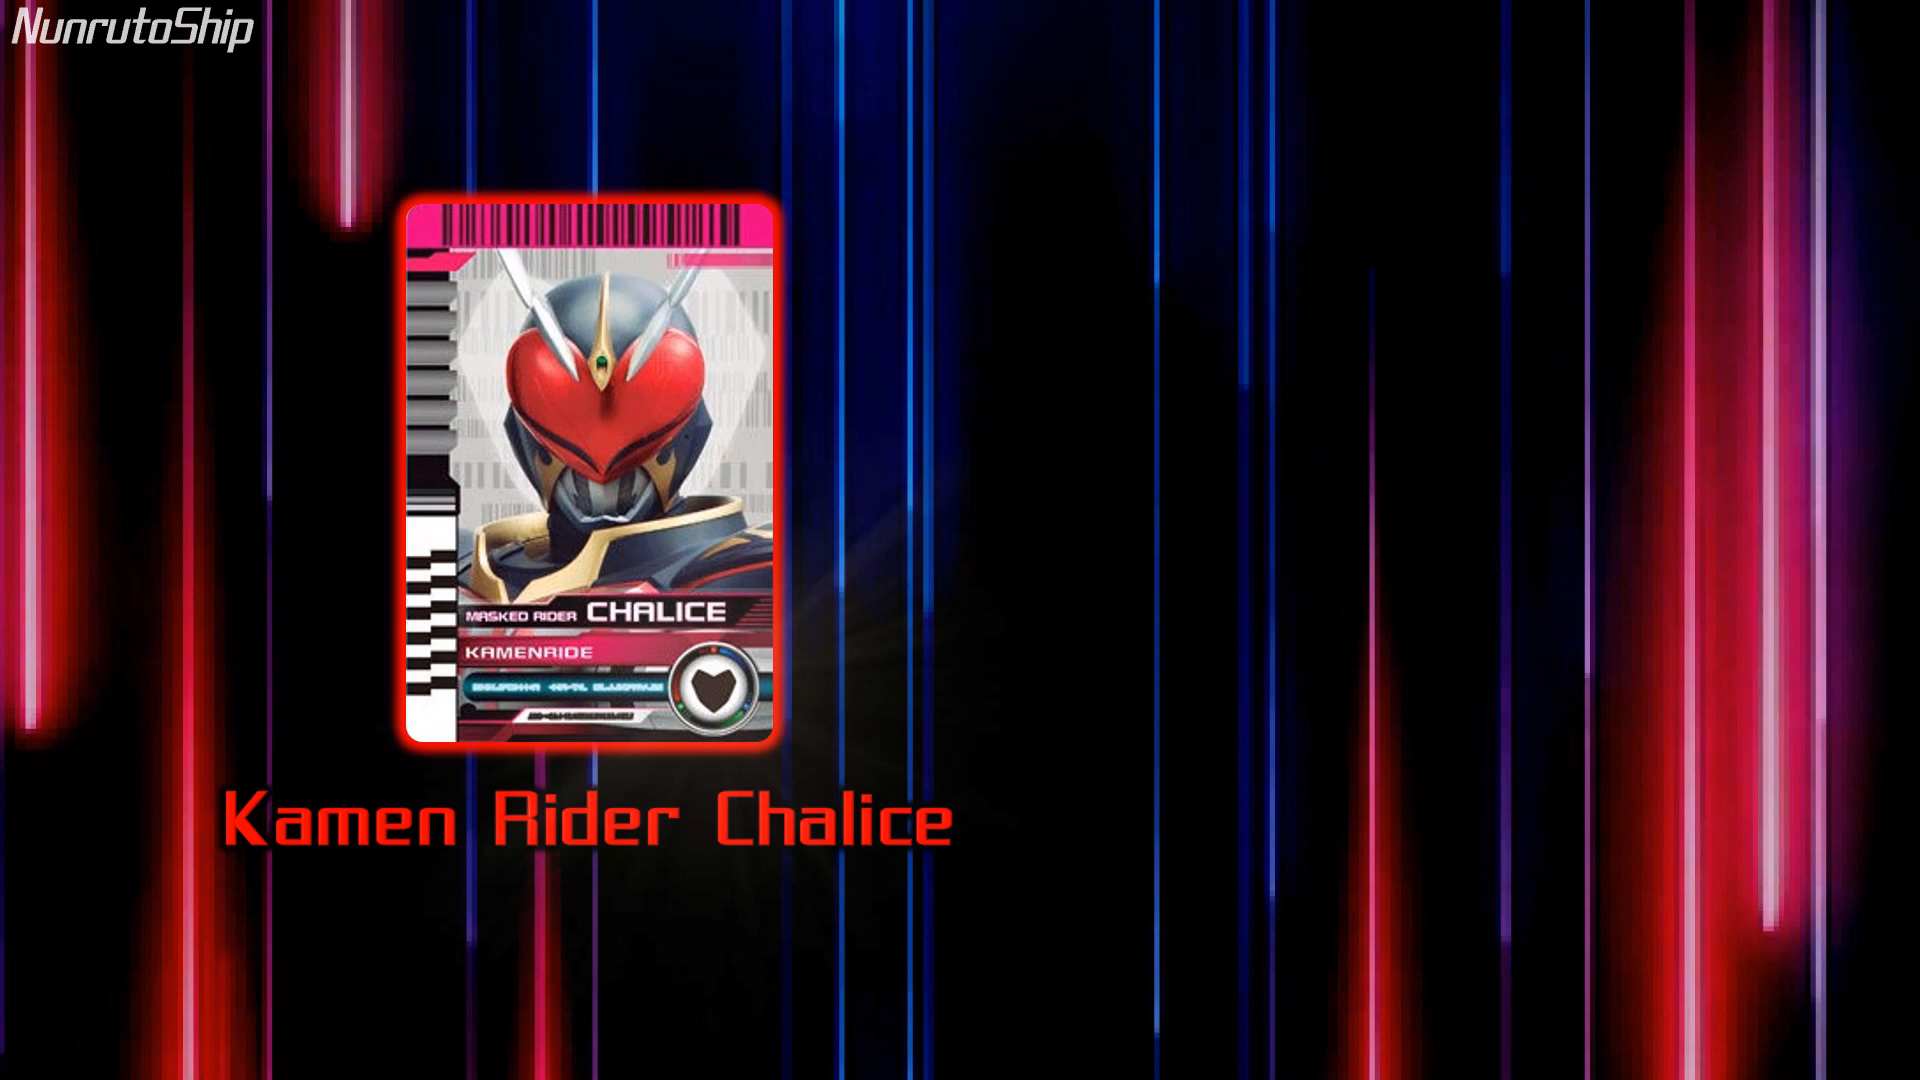 NunrutoShip
MASKED RIDER CHALICE
KAMENRIDE
Kamen Rider Chalice